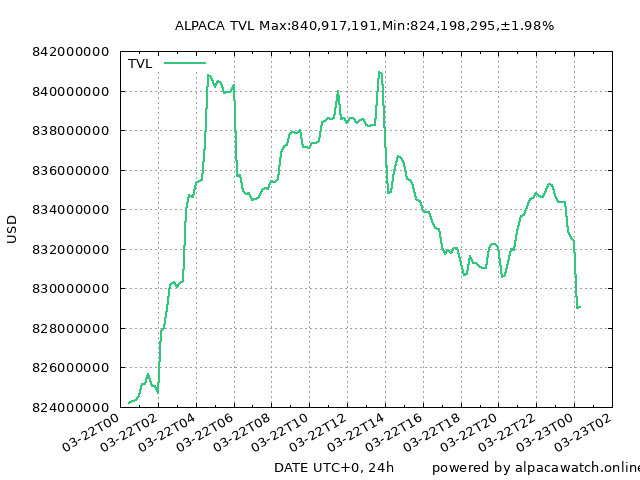 ALPACA TVL Max:840,917,191,Min:824,198,295,±1.98%
TVL
842000000
840000000
838000000
836000000
834000000
832000000
830000000
828000000
826000000
824000000
USD
03-22T00
03-22T02
03-22T04
03-22T06
03-22T08
03-22T10
03-22T12
03-22T14
03-22T16
03-22T18
03-22T20
03-22T22
03-23T00
03-23T02
DATE UTC+0, 24h
powered by alpacawatch.online